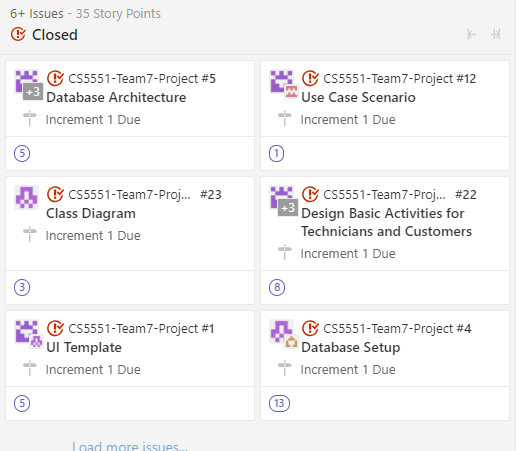 6+ Issues - 35 Story Points
Closed
CS5551-Team7-Project #5
+3
Database Architecture
Increment 1 Due
5
CS5551-Team7-Project #12
Use Case Scenario
Increment 1 Due
1
CS5551-Team7-Proj... #23
Class Diagram
Increment 1 Due
3
CS5551-Team7-Proj... #22
+3
Design Basic Activities for
Technicians and Customers
Increment 1 Due
8
CS5551-Team7-Project #1
UI Template
Increment 1 Due
5
CS5551-Team7-Project #4
Database Setup
Increment 1 Due
13
Load more issues...